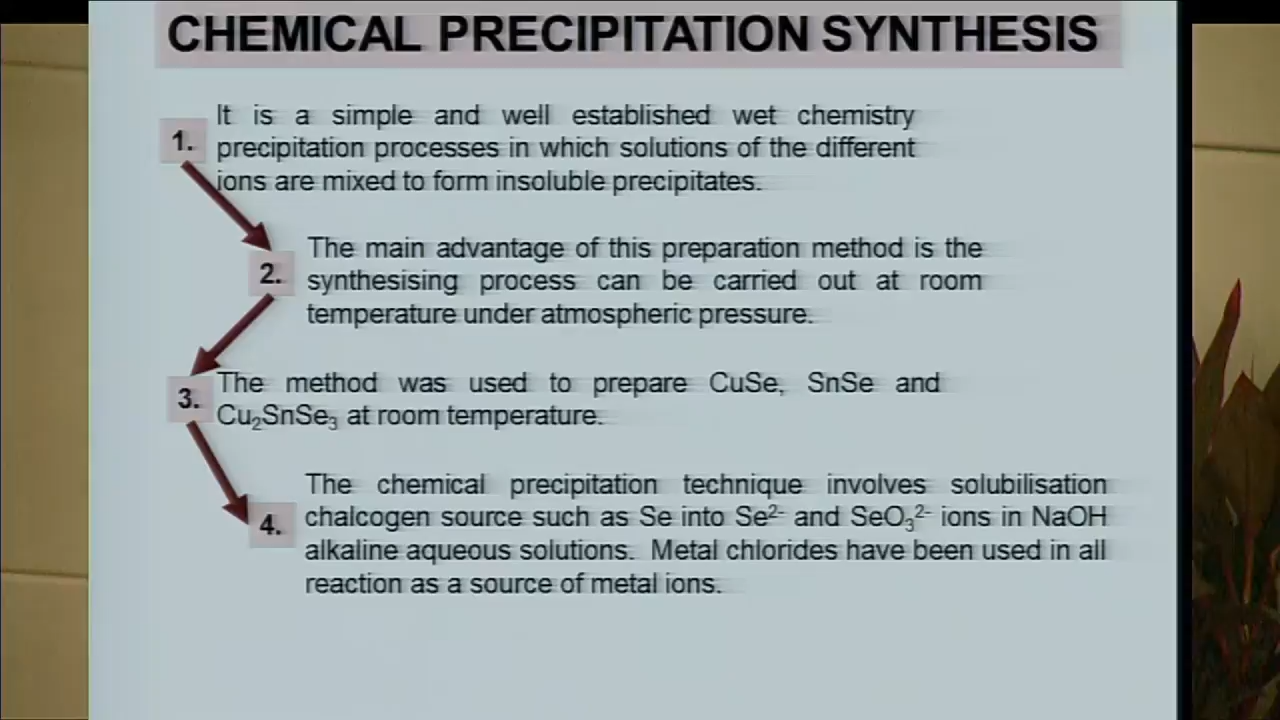 CHEMICAL PRECIPITATION SYNTHESIS
1. It is a simple and well established wet chemistry
precipitation processes in which solutions of the different
ions are mixed to form insoluble precipitates.
2. The main advantage of this preparation method is the
synthesising process can be carried out at room
temperature under atmospheric pressure.
3. The method was used to prepare CuSe, SnSe and
Cu₂SnSe₃ at room temperature.
4. The chemical precipitation technique involves solubilisation
chalcogen source such as Se into Se²⁻ and SeO₃²⁻ ions in NaOH
alkaline aqueous solutions. Metal chlorides have been used in all
reaction as a source of metal ions.